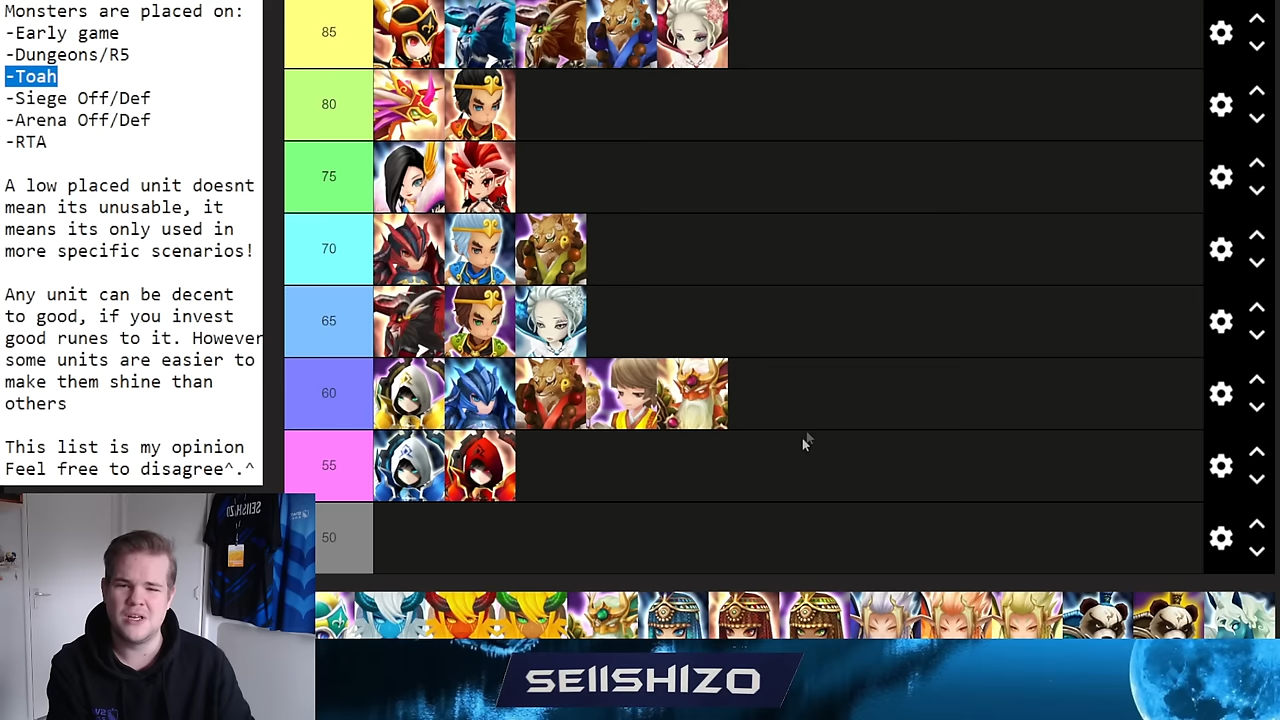 Monsters are placed on:
-Early game
-Dungeons/R5
-Toah
-Siege Off/Def
-Arena Off/Def
-RTA
A low placed unit doesnt
mean its unusable, it
means its only used in
more specific scenarios!
Any unit can be decent
to good, if you invest
good runes to it. However
some units are easier to
make them shine than
others
This list is my opinion
Feel free to disagree^.^
85
80
75
70
65
60
55
50
SEIISHIZO